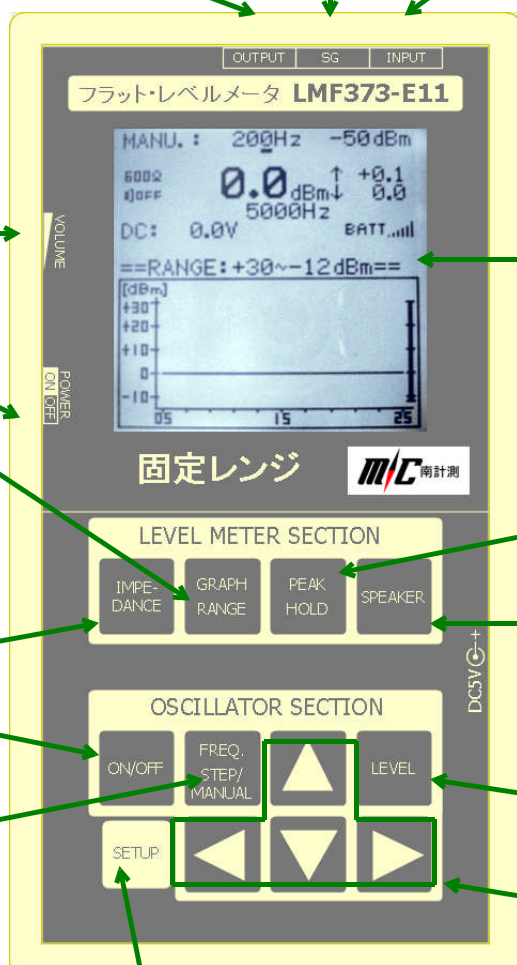 OUTPUT SG INPUT
フラット・レベルメータ LMF373-E11
MANU.: 200Hz -50dBm
600Ω
OFF
0.0dBm
↑ +0.1
↓ 0.0
5000Hz
DC: 0.0V BATT
==RANGE:+30~-12dBm==
[dBm]
+30
+20
+10
0
-10
05 15 25
VOLUME
POWER
ON OFF
固定レンジ
MIC 南計測
LEVEL METER SECTION
IMPE-
DANCE
GRAPH
RANGE
PEAK
HOLD
SPEAKER
DC5V
OSCILLATOR SECTION
ON/OFF
FREQ.
STEP/
MANUAL
LEVEL
SETUP